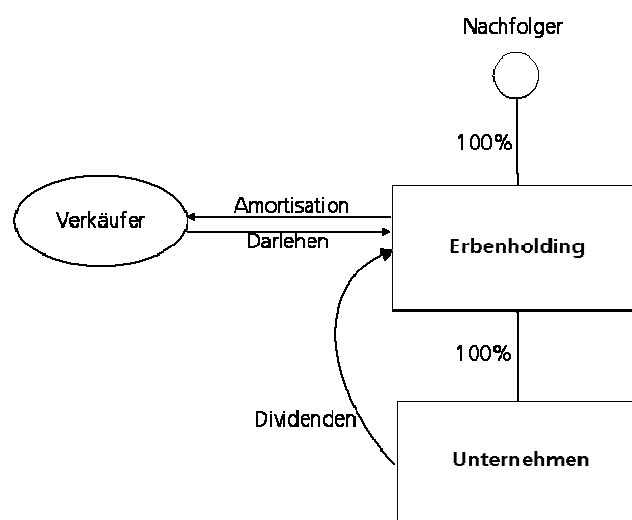 Nachfolger
100%
Amortisation
Verkäufer
Darlehen
Erbenholding
100%
Dividenden
Unternehmen